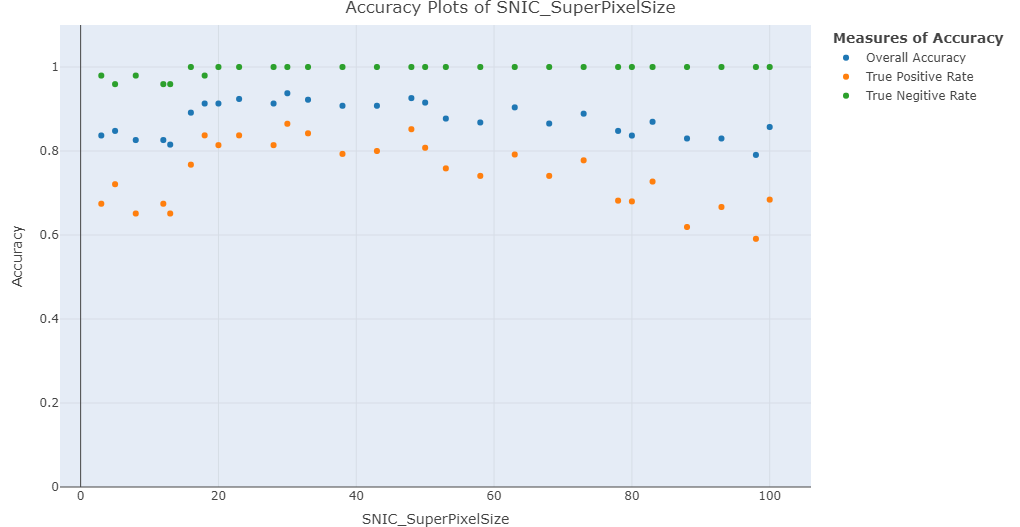 Accuracy Plots of SNIC_SuperPixelSize
Measures of Accuracy
Overall Accuracy
True Positive Rate
True Negitive Rate
1
0.8
0.6
0.4
0.2
0
Accuracy
0 20 40 60 80 100
SNIC_SuperPixelSize